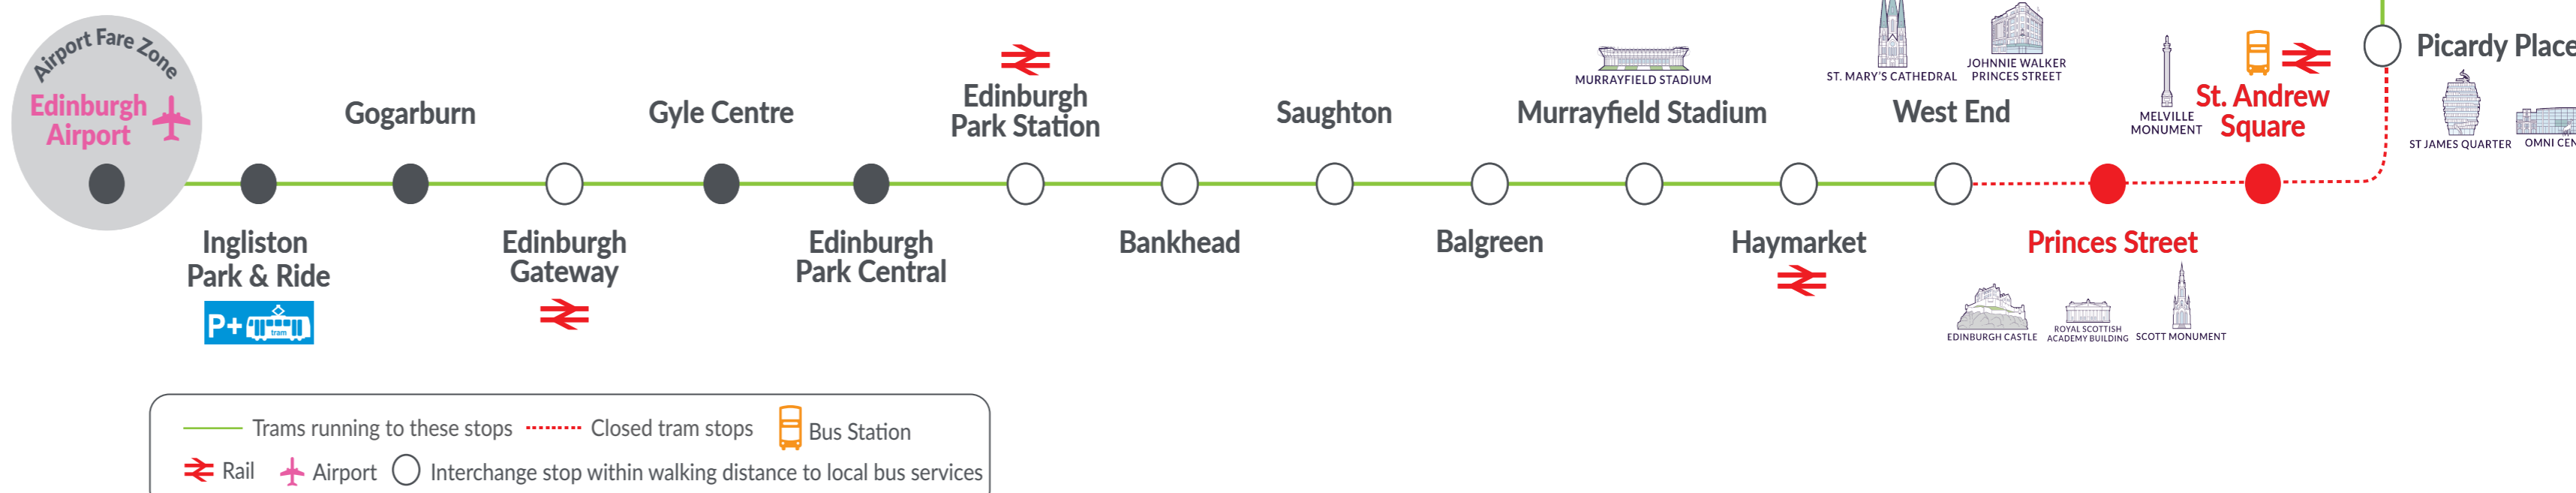 Airport Fare Zone
Edinburgh
Airport
Ingliston
Park & Ride
P+
tram
Gogarburn
Edinburgh
Gateway
Gyle Centre
Edinburgh
Park Central
Edinburgh
Park Station
Bankhead
Saughton
Balgreen
MURRAYFIELD STADIUM
Murrayfield Stadium
Haymarket
ST. MARY'S CATHEDRAL
JOHNNIE WALKER
PRINCES STREET
West End
Princes Street
EDINBURGH CASTLE
ROYAL SCOTTISH
ACADEMY BUILDING
SCOTT MONUMENT
MELVILLE
MONUMENT
St. Andrew
Square
Picardy Place
ST JAMES QUARTER
OMNI CEN
Trams running to these stops
Closed tram stops
Bus Station
Rail
Airport
Interchange stop within walking distance to local bus services